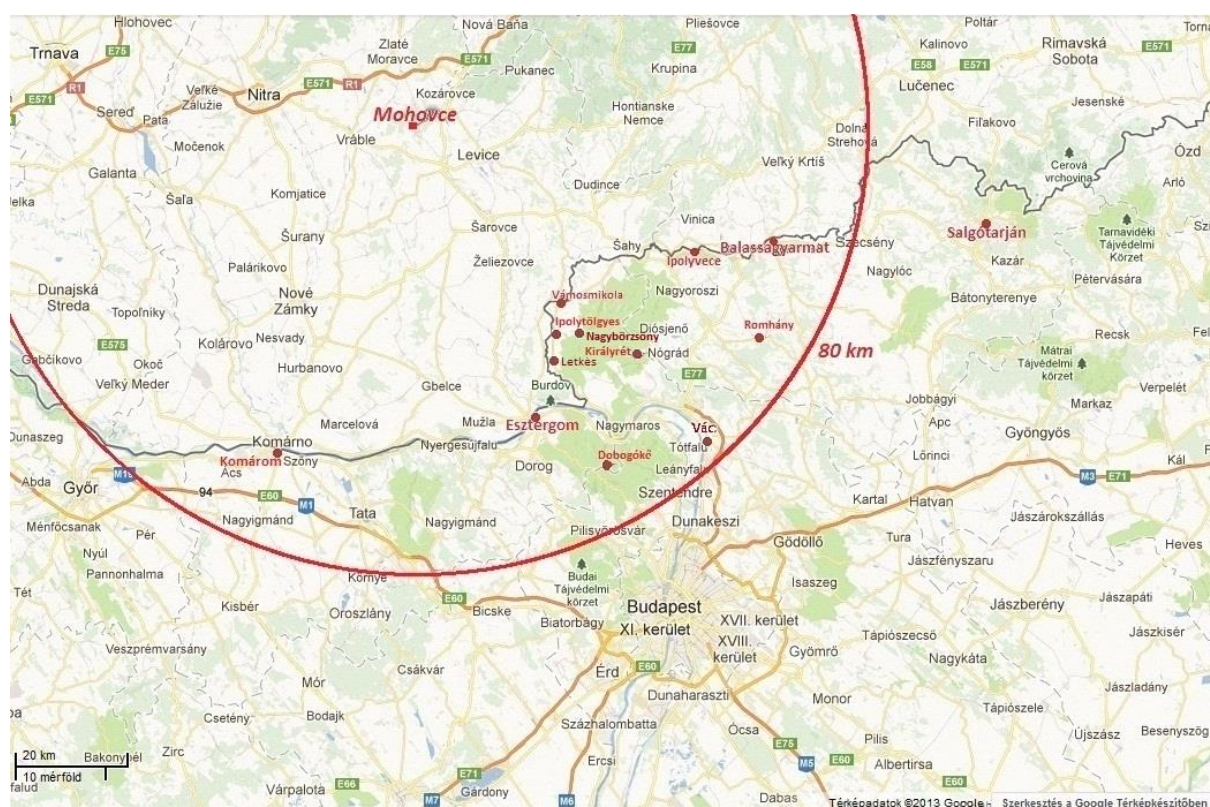 Hlohovec
Nová Baňa
Pliešovce
Poltár
Trnava
E75
Zlaté
Moravce
E571
E77
Kalinovo
Rimavská
Sobota
E58
E571
Pukanec
Krupina
Lučenec
E571
R1
Veľké
Zálužie
Nitra
E571
R1
Kozárovce
Jesenské
Sereď
Pata
Mohovce
Hontianske
Nemce
Dolná
Strehová
Fiľakovo
Močenok
Vráble
Levice
Veľký Krtíš
Cerová
vrchovina
Ózd
Galanta
Šaľa
Komjatice
Dudince
Arló
Šurany
Šárovce
Vinica
Salgótarján
Tarnavidéki
Tájvédelmi
Körzet
Šahy
Balassagyarmat
Szécsény
Palárikovo
Želiezovce
Ipolyvece
Nagylóc
Kazár
Pétervására
Dunajská
Streda
Nové
Zámky
Vámosmikola
Nagyoroszi
Bátonyterenye
Topoľníky
Ipolytölgyes
Nagybörzsöny
Diósjenő
Romhány
Recsk
Nesvady
Kolárovo
Királyrét
Nógrád
80 km
Mátrai
Tájvédelmi
körzet
E575
Gabčíkovo
Okoč
Hurbanovo
Letkés
E77
Veľký Meder
Gbelce
Burdov
Verpelét
Jobbágyi
Markaz
Marcelová
Mužla
Esztergom
Nagymaros
Vác
Apc
Gyöngyös
Dunaszeg
Komárno
Nyergesújfalu
Tótfalu
Lőrinci
Komárom
Szőny
Dorog
Dobogókő
Leányfalu
Kál
Ács
M3
E71
Abda
Győr
94
E60
M1
Szentendre
Kartal
Hatvan
Ménfőcsanak
Nagyigmánd
Tata
Nagyigmánd
Pilisvörösvár
Dunakeszi
Jászárokszállás
Pér
Gödöllő
Tura
Heves
Nyúl
Jászfényszaru
Pannonhalma
Környe
Budai
Tájvédelmi
körzet
Isaszeg
Tét
Kisbér
Oroszlány
E60
Bicske
Budapest
XI. kerület
XVII. kerület
XVIII.
kerület
Jászberény
Jászapáti
Biatorbágy
Tápiószecső
Jászkisér
Veszprémvarsány
Csákvár
Érd
E60
Gyömrő
Nagykáta
Mór
Dunaharaszti
Monor
Jászladány
Csetény
Bodajk
Százhalombatta
Ócsa
Tápiószele
Újszász
Besenyszög
Bakonybél
Zirc
E75
Pilis
20 km
10 mérföld
Ercsi
E60
Albertirsa
E60
Várpalota
E66
E71
Gárdony
M5
M7
M6
Dabas
Térképadatok ©2013 Google - Szerkesztés a Google Térképkészítőben